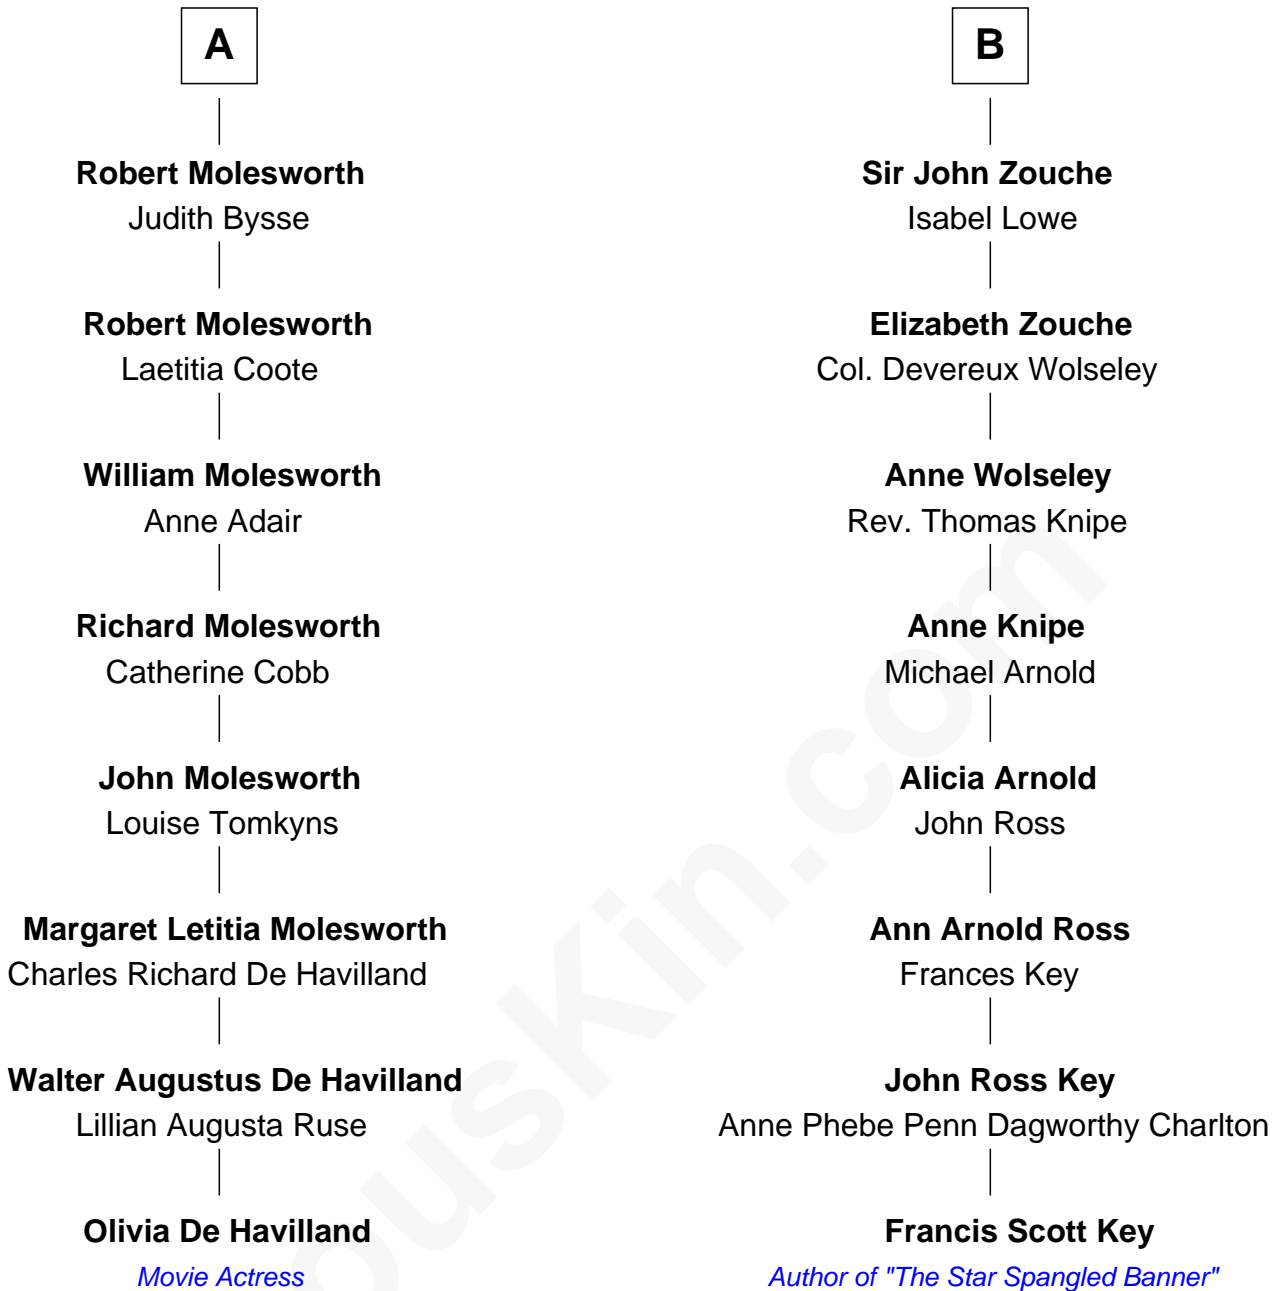 A
Robert Molesworth
Judith Bysse
Robert Molesworth
Laetitia Coote
William Molesworth
Anne Adair
Richard Molesworth
Catherine Cobb
John Molesworth
Louise Tomkyns
Margaret Letitia Molesworth
Charles Richard De Havilland
Walter Augustus De Havilland
Lillian Augusta Ruse
Olivia De Havilland
Movie Actress
B
Sir John Zouche
Isabel Lowe
Elizabeth Zouche
Col. Devereux Wolseley
Anne Wolseley
Rev. Thomas Knipe
Anne Knipe
Michael Arnold
Alicia Arnold
John Ross
Ann Arnold Ross
Frances Key
John Ross Key
Anne Phebe Penn Dagworthy Charlton
Francis Scott Key
Author of "The Star Spangled Banner"
ousKin.com